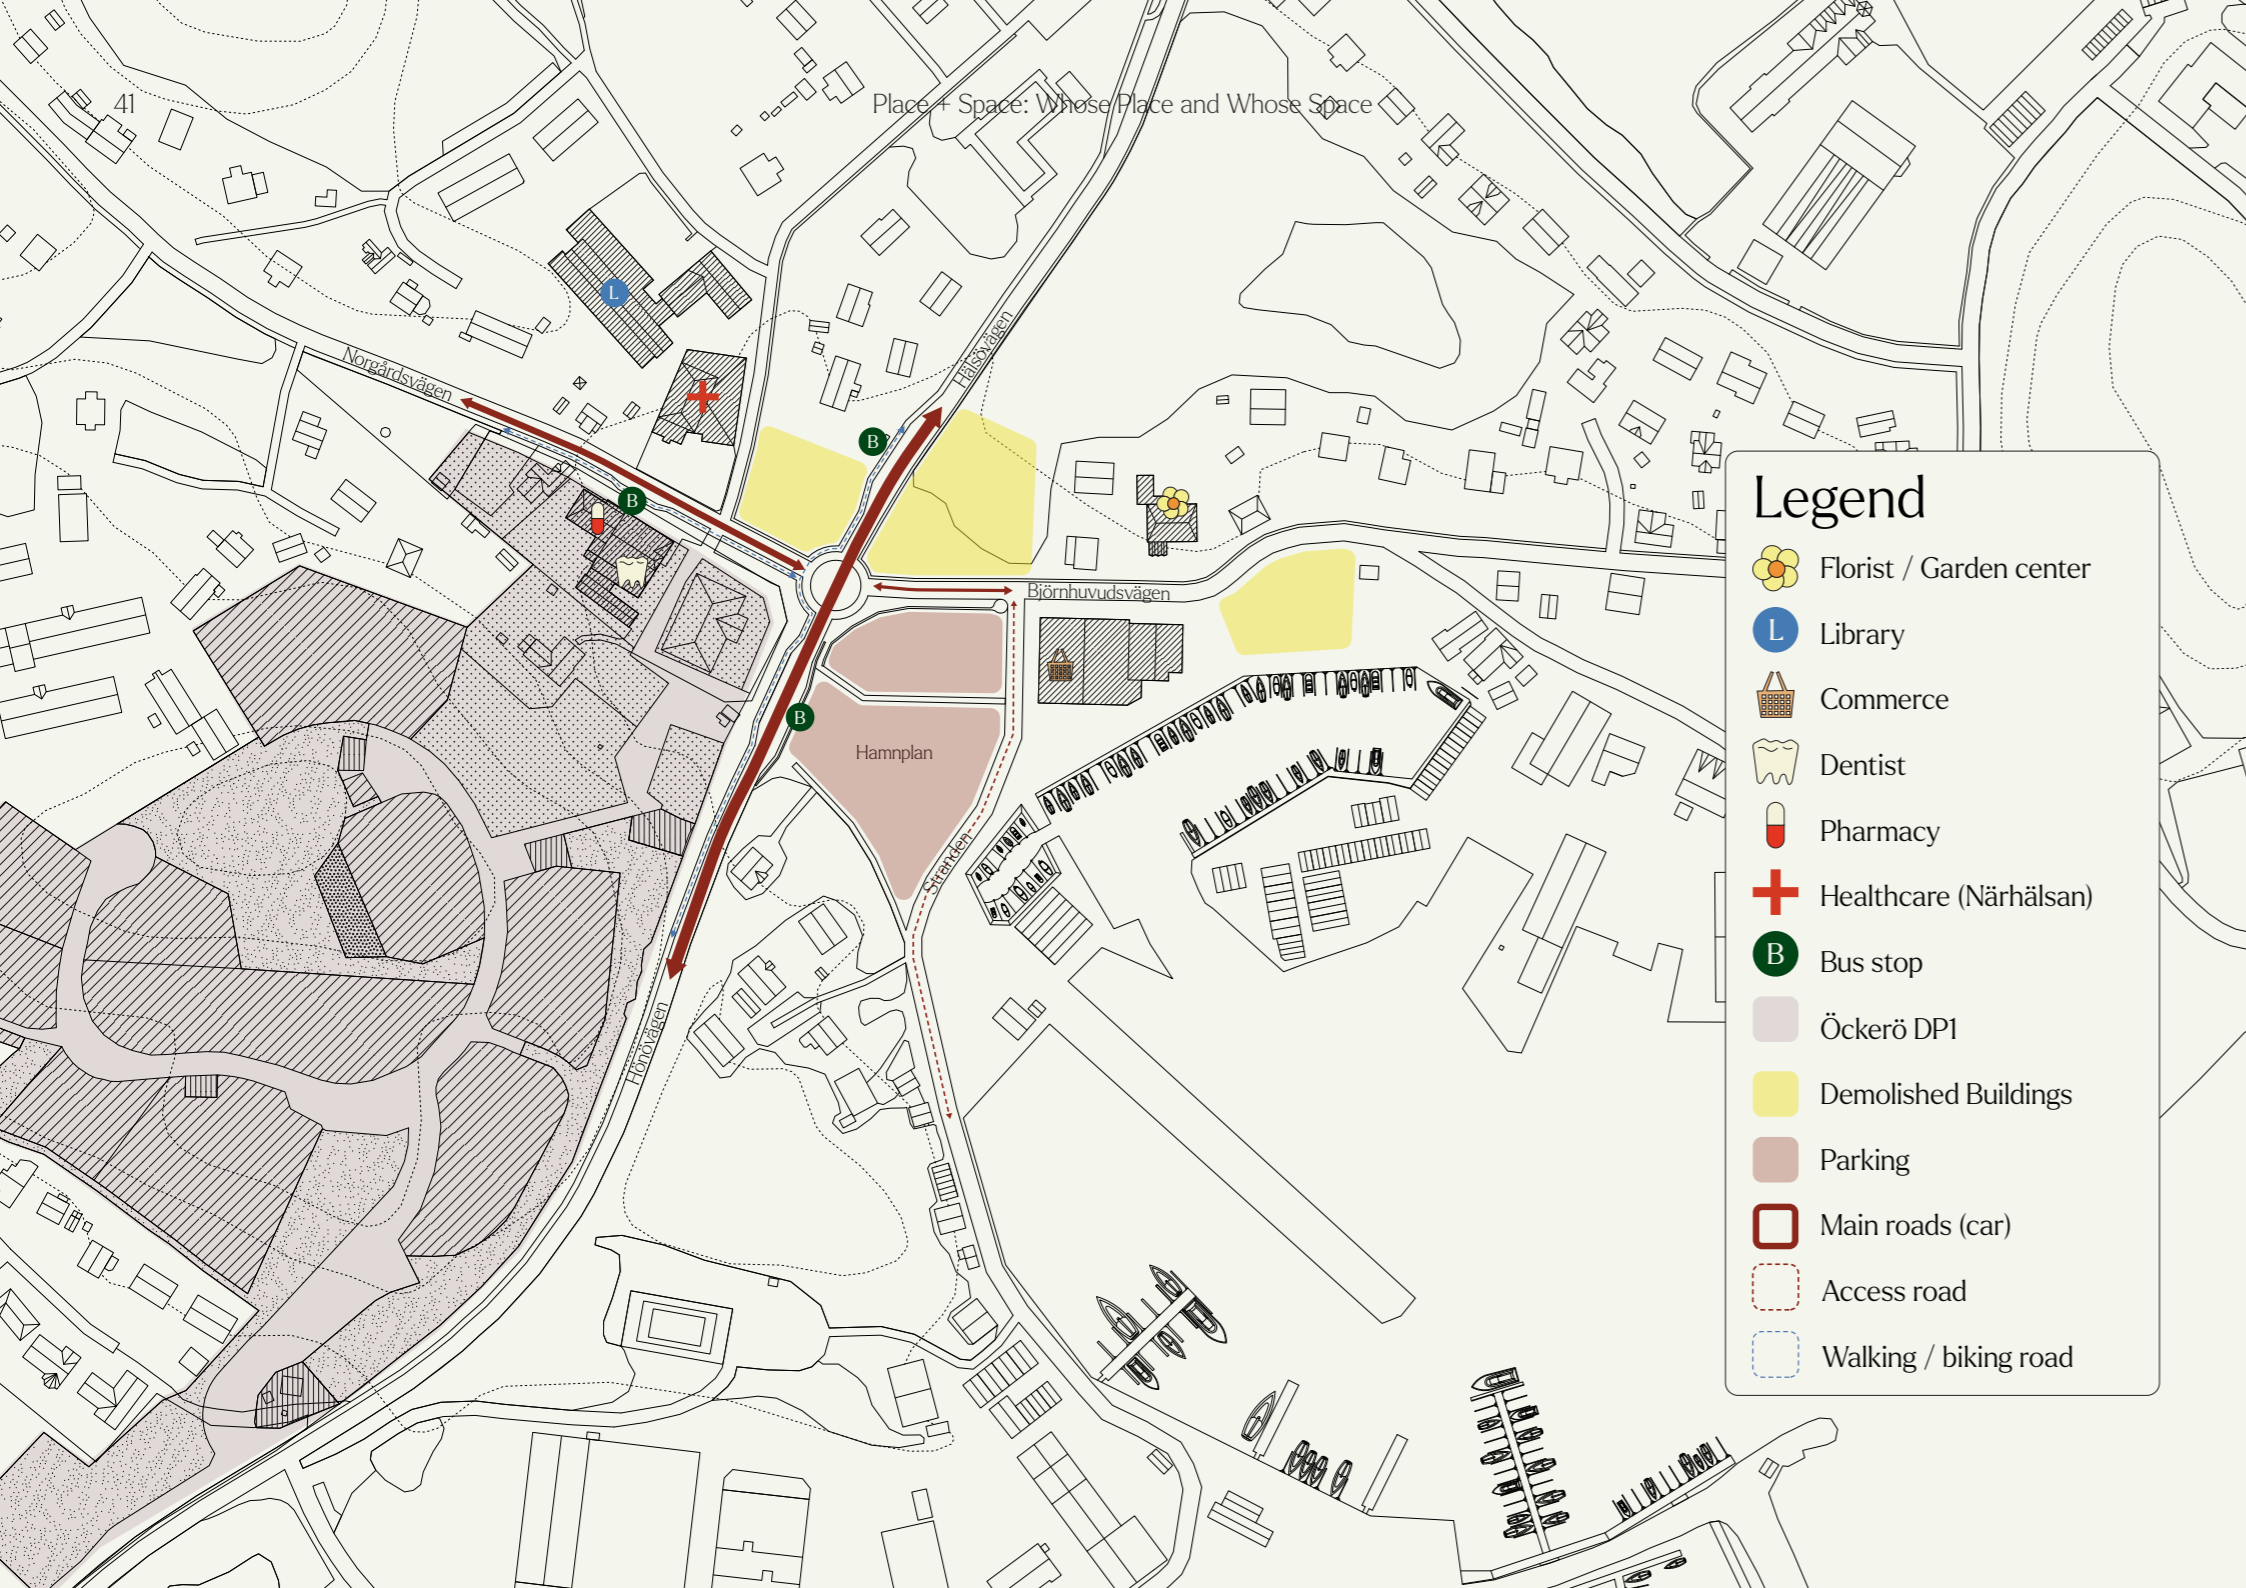 41
Place + Space: Whose Place and Whose Space
L
Hälsövägen
Norgårdsvägen
B
B
Björnhuvudsvägen
B
Hamnplan
Stranden
Hönövägen
Legend
Florist / Garden center
L Library
Commerce
Dentist
Pharmacy
Healthcare (Närhälsan)
B Bus stop
Öckerö DP1
Demolished Buildings
Parking
Main roads (car)
Access road
Walking / biking road